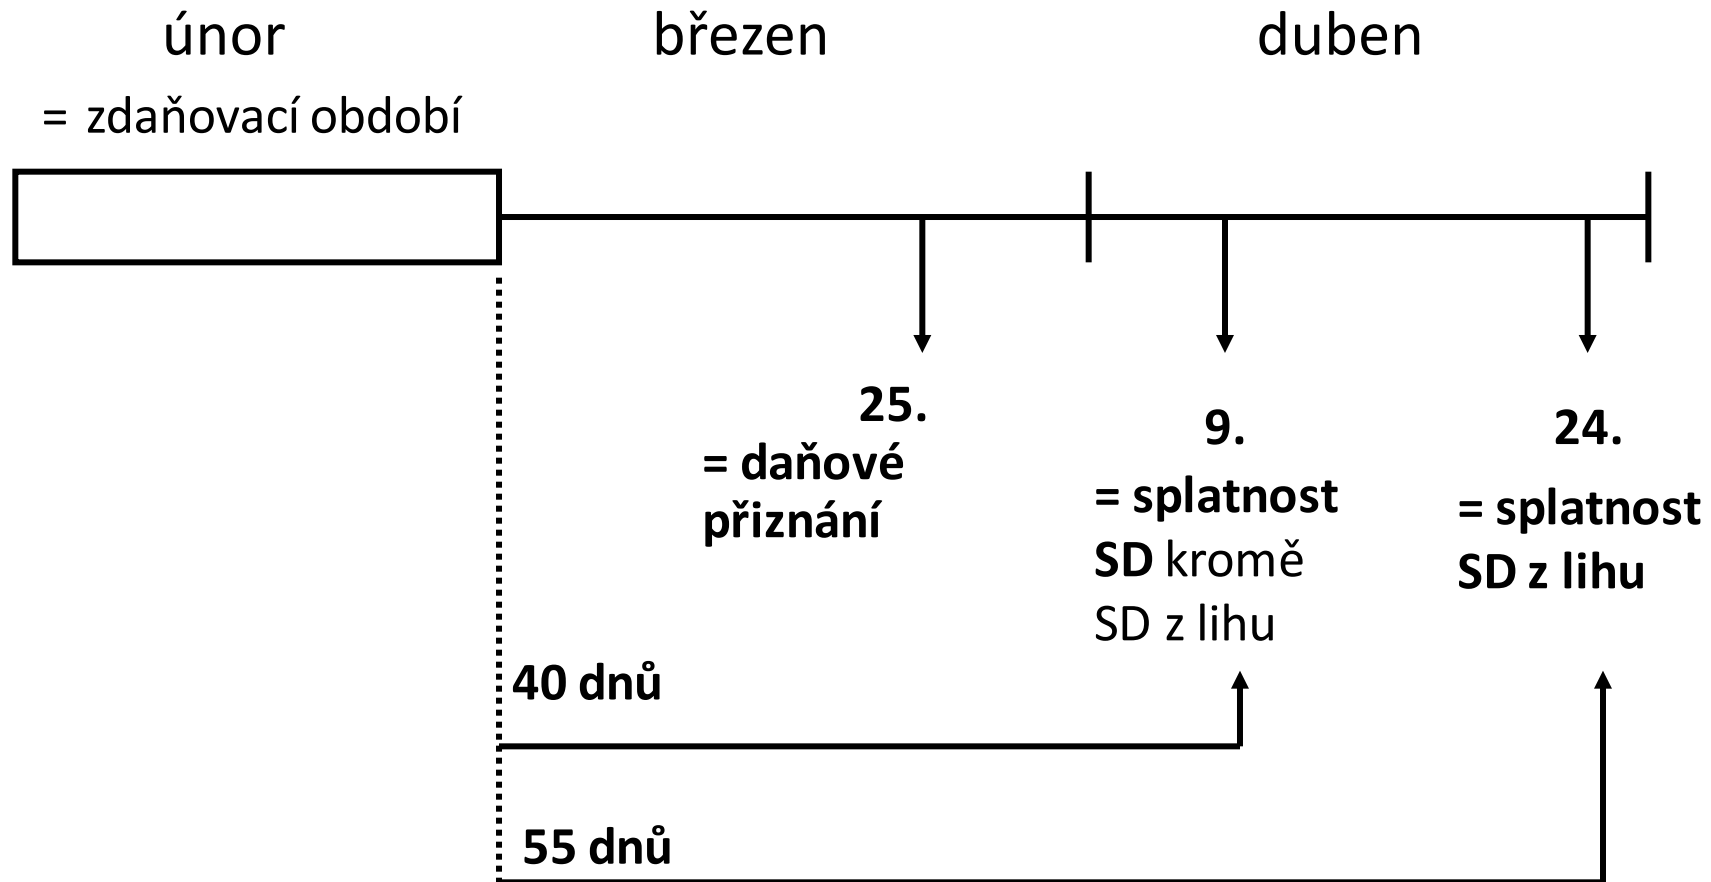 únor
březen
duben
= zdaňovací období
25.
= daňové
přiznání
9.
= splatnost
SD kromě
SD z lihu
24.
= splatnost
SD z lihu
40 dnů
55 dnů